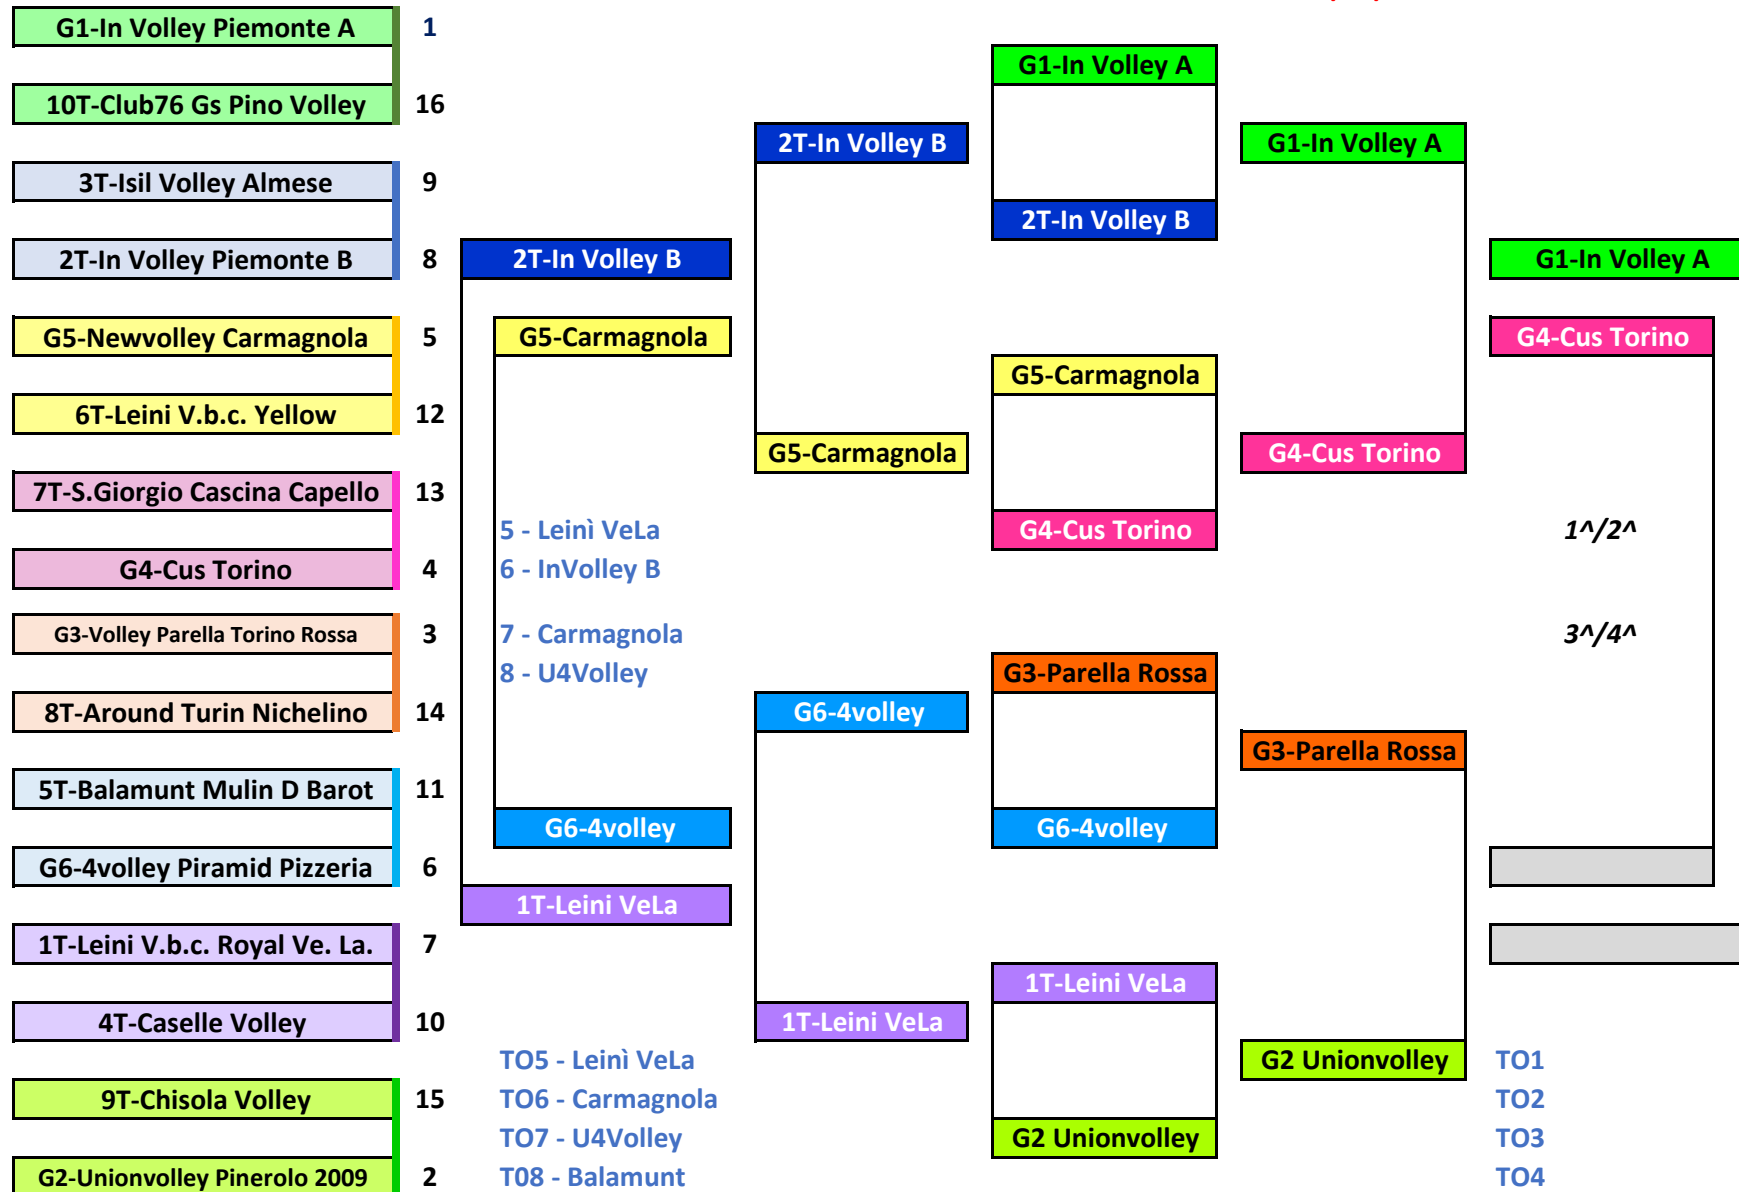 G1-In Volley Piemonte A 1
G1-In Volley A
10T-Club76 Gs Pino Volley 16
2T-In Volley B G1-In Volley A
3T-Isil Volley Almese 9
2T-In Volley B
2T-In Volley Piemonte B 8 2T-In Volley B G1-In Volley A
G5-Newvolley Carmagnola 5 G5-Carmagnola G4-Cus Torino
G5-Carmagnola
6T-Leini V.b.c. Yellow 12
G5-Carmagnola G4-Cus Torino
7T-S.Giorgio Cascina Capello 13
5 - Leinì VeLa G4-Cus Torino 1^/2^
G4-Cus Torino 4 6 - InVolley B
G3-Volley Parella Torino Rossa 3 7 - Carmagnola 3^/4^
8 - U4Volley G3-Parella Rossa
8T-Around Turin Nichelino 14 G6-4volley
G3-Parella Rossa
5T-Balamunt Mulin D Barot 11
G6-4volley G6-4volley
G6-4volley Piramid Pizzeria 6
1T-Leini VeLa
1T-Leini V.b.c. Royal Ve. La. 7
1T-Leini VeLa
4T-Caselle Volley 10 1T-Leini VeLa
TO5 - Leinì VeLa G2 Unionvolley TO1
9T-Chisola Volley 15 TO6 - Carmagnola TO2
TO7 - U4Volley G2 Unionvolley TO3
G2-Unionvolley Pinerolo 2009 2 T08 - Balamunt TO4